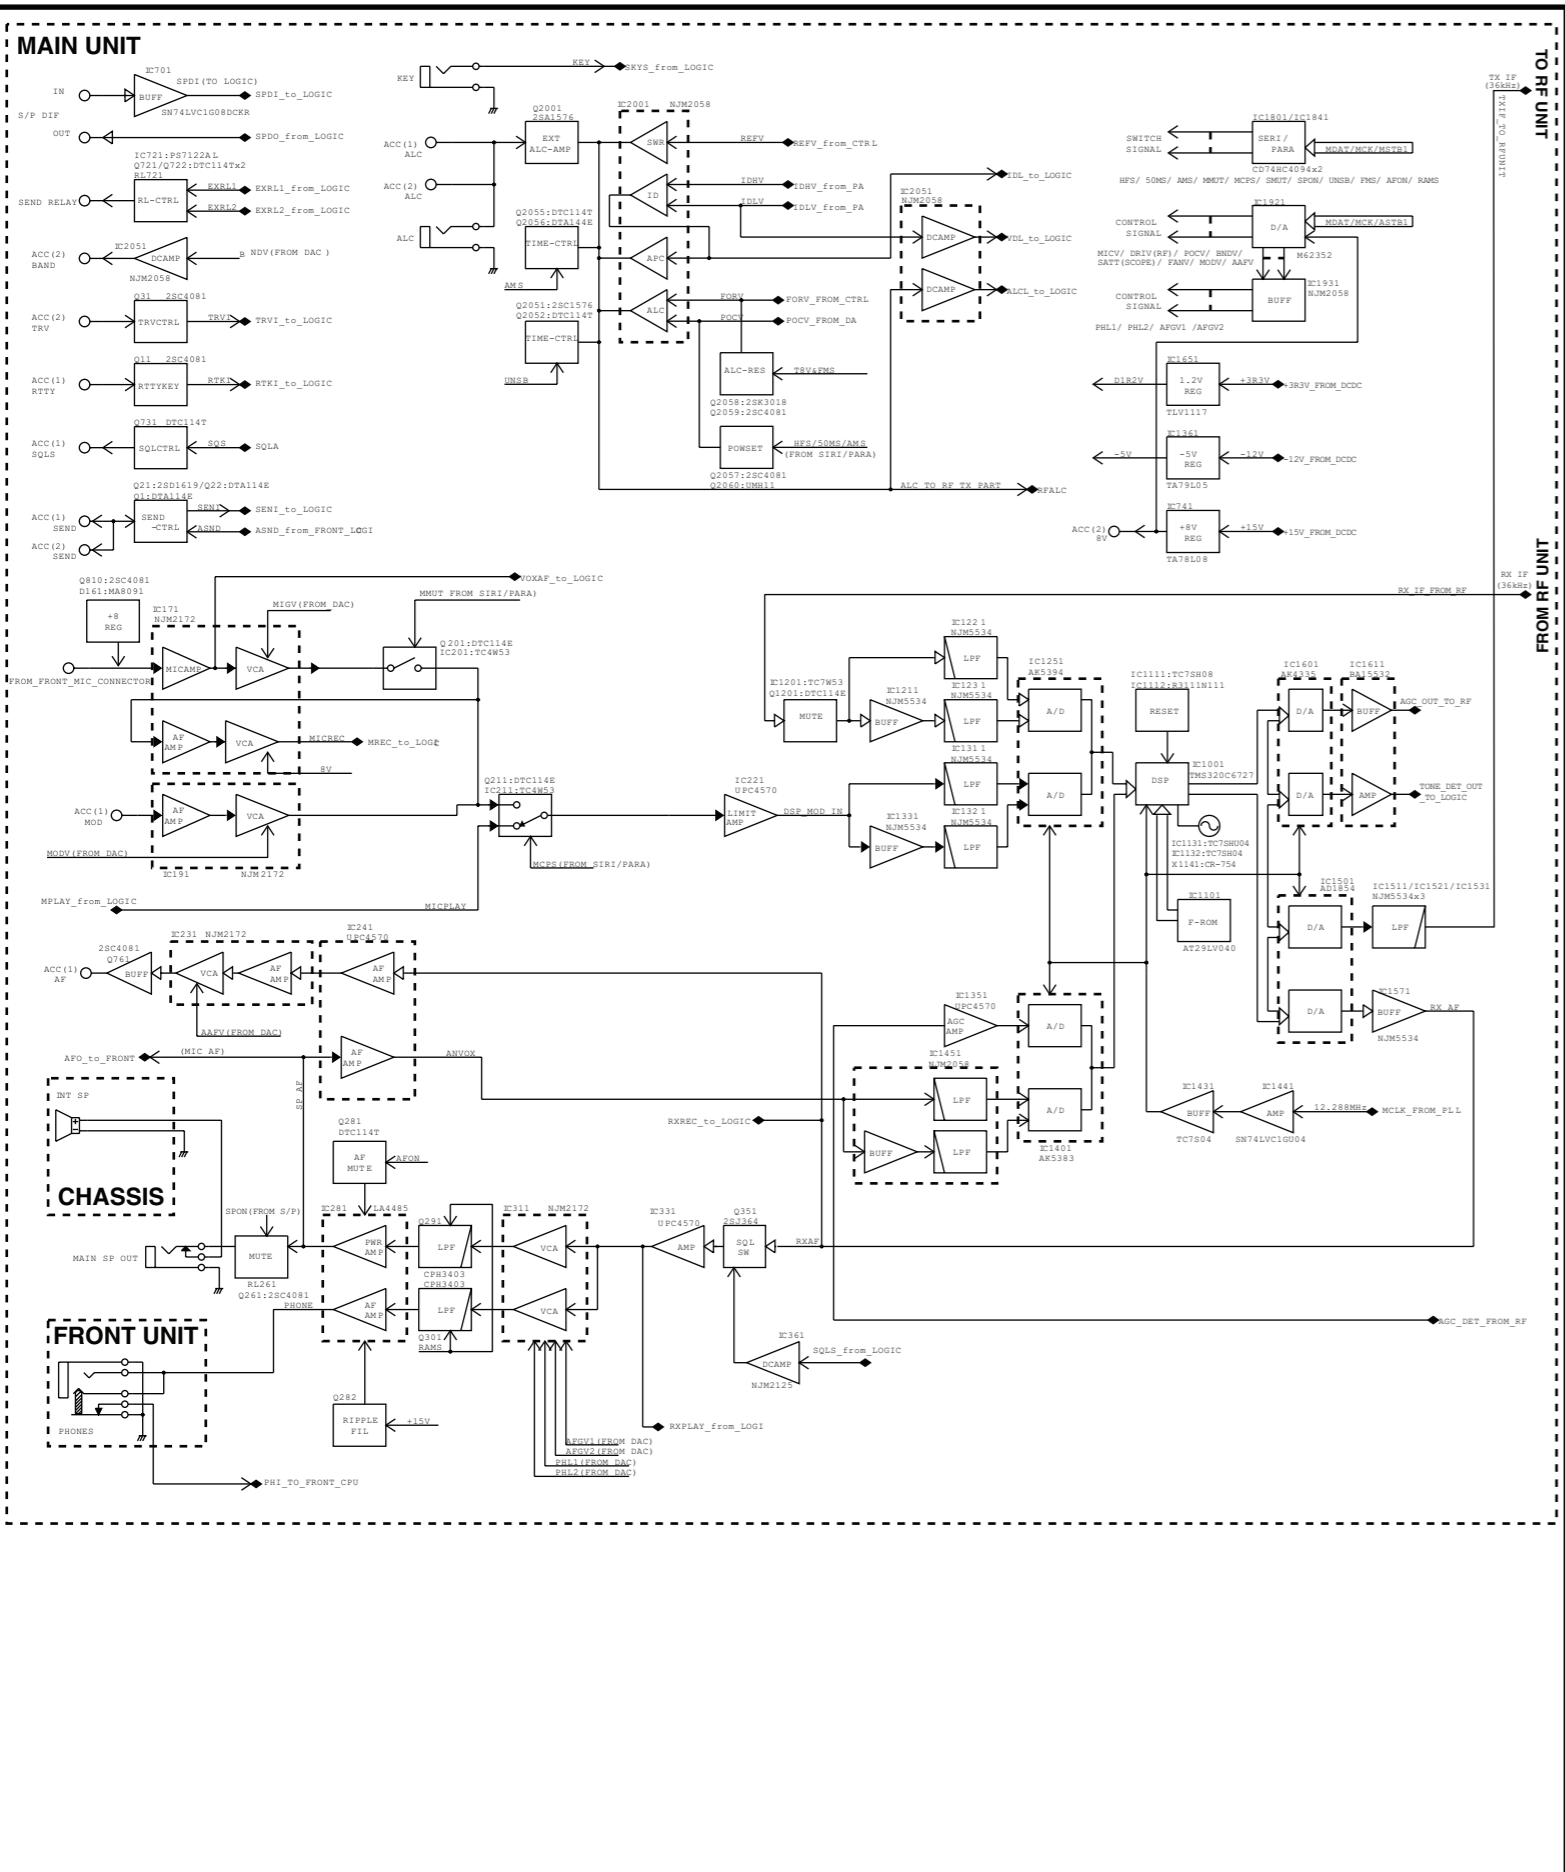 MAIN UNIT
TO RF UNIT
FROM RF UNIT
IC701
SPDI(TO LOGIC)
IN
BUFF
SPDI_to_LOGIC
SN74LVC1G08DCKR
S/P DIF
OUT
SPDO_from_LOGIC
IC721:PS7122AL
Q721/Q722:DTC114Tx2
RL721
SEND RELAY
RL-CTRL
EXRL1
EXRL1_from_LOGIC
EXRL2
EXRL2_from_LOGIC
IC2051
ACC(2)
BAND
DCAMP
B NDV(FROM DAC )
NJM2058
Q31 2SC4081
ACC(2)
TRV
TRVCTRL
TRVI
TRVI_to_LOGIC
Q11 2SC4081
ACC(1)
RTTY
RTTYKEY
RTKI
RTKI_to_LOGIC
Q731 DTC114T
ACC(1)
SQLS
SQLCTRL
SQS
SQLA
Q21:2SD1619/Q22:DTA114E
Q1:DTA114E
ACC(1)
SEND
SEND
-CTRL
SENI
SENI_to_LOGIC
ASND
ASND_from_FRONT_LOGI
ACC(2)
SEND
KEY
KEY
SKYS_from_LOGIC
ACC(1)
ALC
Q2001
2SA1576
EXT
ALC-AMP
ACC(2)
ALC
ALC
IC2001 NJM2058
SWR
REFV
REFV_from_CTRL
ID
IDHV
IDHV_from_PA
IDLV
IDLV_from_PA
APC
ALC
FORV
FORV_FROM_CTRL
POCV
POCV_FROM_DA
Q2055:DTC114T
Q2056:DTA144E
TIME-CTRL
AMS
Q2051:2SC1576
Q2052:DTC114T
TIME-CTRL
UNSB
ALC-RES
T8V&FMS
Q2058:2SK3018
Q2059:2SC4081
POWSET
HFS/50MS/AMS
(FROM SIRI/PARA)
Q2057:2SC4081
Q2060:UMH11
ALC TO RF TX PART
RFALC
IDL_to_LOGIC
IC2051
NJM2058
DCAMP
VDL_to_LOGIC
DCAMP
ALCL_to_LOGIC
IC1801/IC1841
SWITCH
SIGNAL
SERI/
PARA
MDAT/MCK/MSTB1
CD74HC4094x2
HFS/ 50MS/ AMS/ MMUT/ MCPS/ SMUT/ SPON/ UNSB/ FMS/ AFON/ RAMS
IC1921
CONTROL
SIGNAL
D/A
MDAT/MCK/ASTB1
M62352
MICV/ DRIV(RF)/ POCV/ BNDV/
SATT(SCOPE)/ FANV/ MODV/ AAFV
CONTROL
SIGNAL
BUFF
IC1931
NJM2058
PHL1/ PHL2/ AFGV1 /AFGV2
IC1651
D1R2V
1.2V
REG
+3R3V
+3R3V_FROM_DCDC
TLV1117
IC1361
-5V
-5V
REG
-12V
-12V_FROM_DCDC
TA79L05
IC741
ACC(2)
8V
+8V
REG
+15V
+15V_FROM_DCDC
TA78L08
TX IF
(36kHz)
TXIF_TO_RFUNIT
RX IF
(36kHz)
RX_IF_FROM_RF
Q810:2SC4081
D161:MA8091
+8
REG
IC171
NJM2172
VOXAF_to_LOGIC
MIGV(FROM_DAC)
MMUT FROM SIRI/PARA)
MICAMP
VCA
Q201:DTC114E
IC201:TC4W53
FROM_FRONT_MIC_CONNECTOR
AF
AMP
VCA
MICREC
MREC_to_LOGIC
8V
ACC(1)
MOD
AF
AMP
VCA
MODV(FROM_DAC)
IC191
NJM2172
Q211:DTC114E
IC211:TC4W53
MCPS(FROM_SIRI/PARA)
MPLAY_from_LOGIC
MICPLAY
IC221
UPC4570
LIMIT
AMP
DSP_MOD_IN
IC1201:TC7W53
Q1201:DTC114E
MUTE
IC1221
NJM5534
LPF
IC1211
NJM5534
BUFF
IC1231
NJM5534
LPF
IC1311
NJM5534
LPF
IC1331
NJM5534
BUFF
IC1321
NJM5534
LPF
IC1251
AK5394
A/D
A/D
IC1111:TC7SH08
IC1112:R3111N111
RESET
DSP
IC1001
TMS320C6727
IC1131:TC7SHU04
IC1132:TC7SH04
X1141:CR-754
IC1101
F-ROM
AT29LV040
IC1601
AK4335
D/A
D/A
IC1611
BA15532
BUFF
AGC_OUT_TO_RF
AMP
TONE_DET_OUT
_TO_LOGIC
IC1501
AD1854
D/A
D/A
IC1511/IC1521/IC1531
NJM5534x3
LPF
IC1571
BUFF
RX AF
NJM5534
2SC4081
Q761
ACC(1)
AF
BUFF
IC231 NJM2172
VCA
AF
AMP
AAFV(FROM_DAC)
IC241
UPC4570
AF
AMP
AF
AMP
ANVOX
AFO_to_FRONT
(MIC AF)
SP_AF
CHASSIS
INT SP
IC1351
UPC4570
AGC
AMP
IC1451
NJM2058
LPF
BUFF
LPF
A/D
A/D
IC1401
AK5383
RXREC_to_LOGIC
IC1431
BUFF
TC7S04
IC1441
AMP
SN74LVC1GU04
12.288MHz
MCLK_FROM_PLL
Q281
DTC114T
AF
MUTE
AFON
SPON(FROM S/P)
MAIN SP OUT
MUTE
RL261
Q261:2SC4081
PHONE
IC281 LA4485
PWR
AMP
AF
AMP
Q291
LPF
CPH3403
CPH3403
LPF
Q301
RAMS
IC311 NJM2172
VCA
VCA
IC331
UPC4570
AMP
Q351
2SJ364
SQL
SW
RXAF
IC361
DCAMP
SQLS_from_LOGIC
NJM2125
AGC_DET_FROM_RF
FRONT UNIT
PHONES
PHI_TO_FRONT_CPU
Q282
RIPPLE
FIL
+15V
RXPLAY_from_LOGI
AFGV1(FROM DAC)
AFGV2(FROM DAC)
PHL1(FROM DAC)
PHL2(FROM DAC)